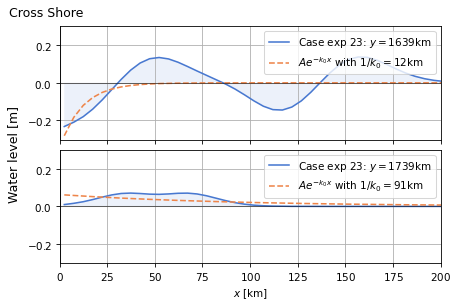 Cross Shore
Water level [m]
0.2
0.0
−0.2
Case exp 23: y = 1639km
Ae^{−k₀x} with 1/k₀ = 12km
0.2
0.0
−0.2
Case exp 23: y = 1739km
Ae^{−k₀x} with 1/k₀ = 91km
0 25 50 75 100 125 150 175 200
x [km]